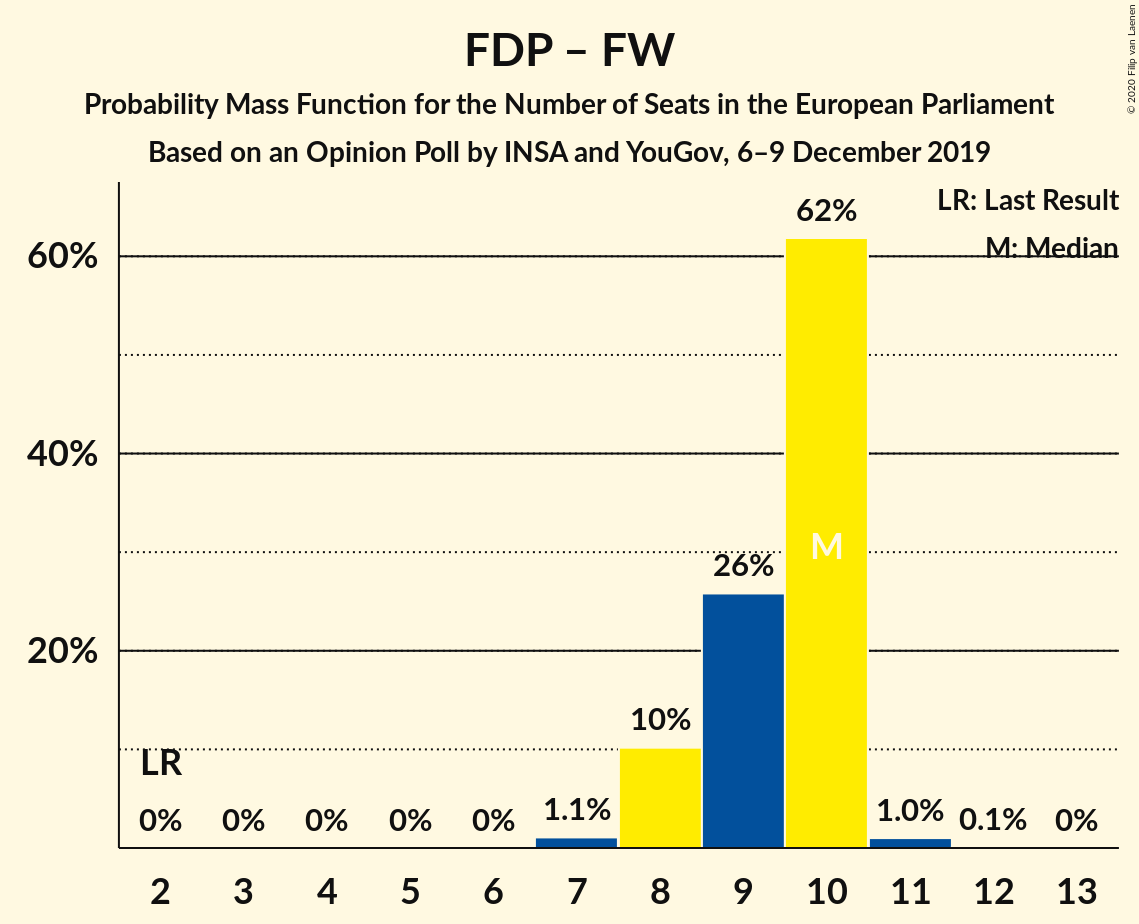 FDP – FW
Probability Mass Function for the Number of Seats in the European Parliament
Based on an Opinion Poll by INSA and YouGov, 6–9 December 2019
© 2020 Filip van Laenen
LR: Last Result
M: Median
60%
40%
20%
62%
M
26%
10%
LR
0% 0% 0% 0% 0% 1.1% 1.0% 0.1% 0%
2 3 4 5 6 7 8 9 10 11 12 13